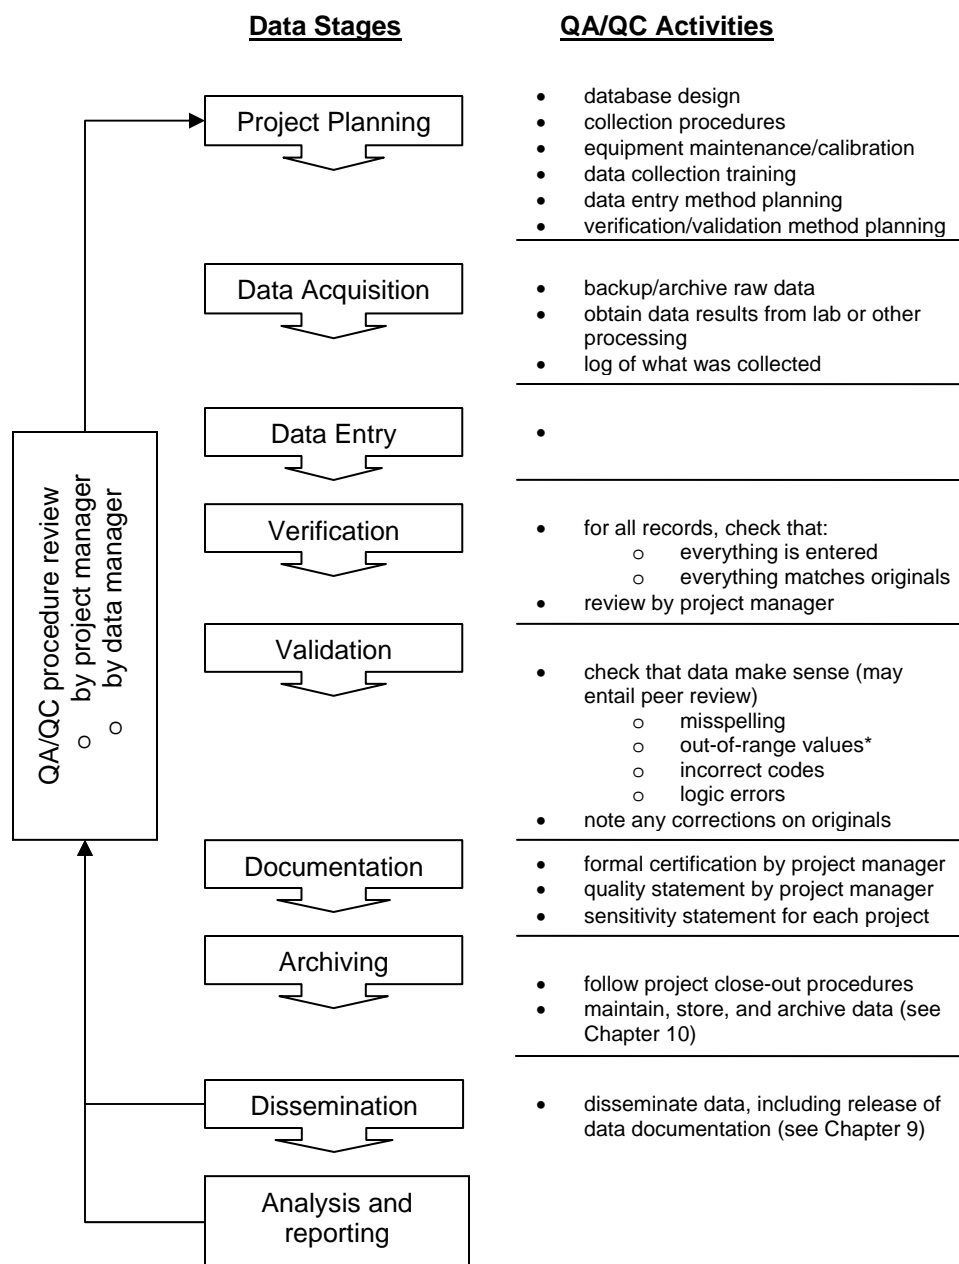 Data Stages
QA/QC Activities
Project Planning
• database design
• collection procedures
• equipment maintenance/calibration
• data collection training
• data entry method planning
• verification/validation method planning
Data Acquisition
• backup/archive raw data
• obtain data results from lab or other
processing
• log of what was collected
Data Entry
•
Verification
• for all records, check that:
o everything is entered
o everything matches originals
• review by project manager
Validation
• check that data make sense (may
entail peer review)
o misspelling
o out-of-range values*
o incorrect codes
o logic errors
• note any corrections on originals
Documentation
• formal certification by project manager
• quality statement by project manager
• sensitivity statement for each project
Archiving
• follow project close-out procedures
• maintain, store, and archive data (see
Chapter 10)
Dissemination
• disseminate data, including release of
data documentation (see Chapter 9)
Analysis and
reporting
QA/QC procedure review
o by project manager
o by data manager